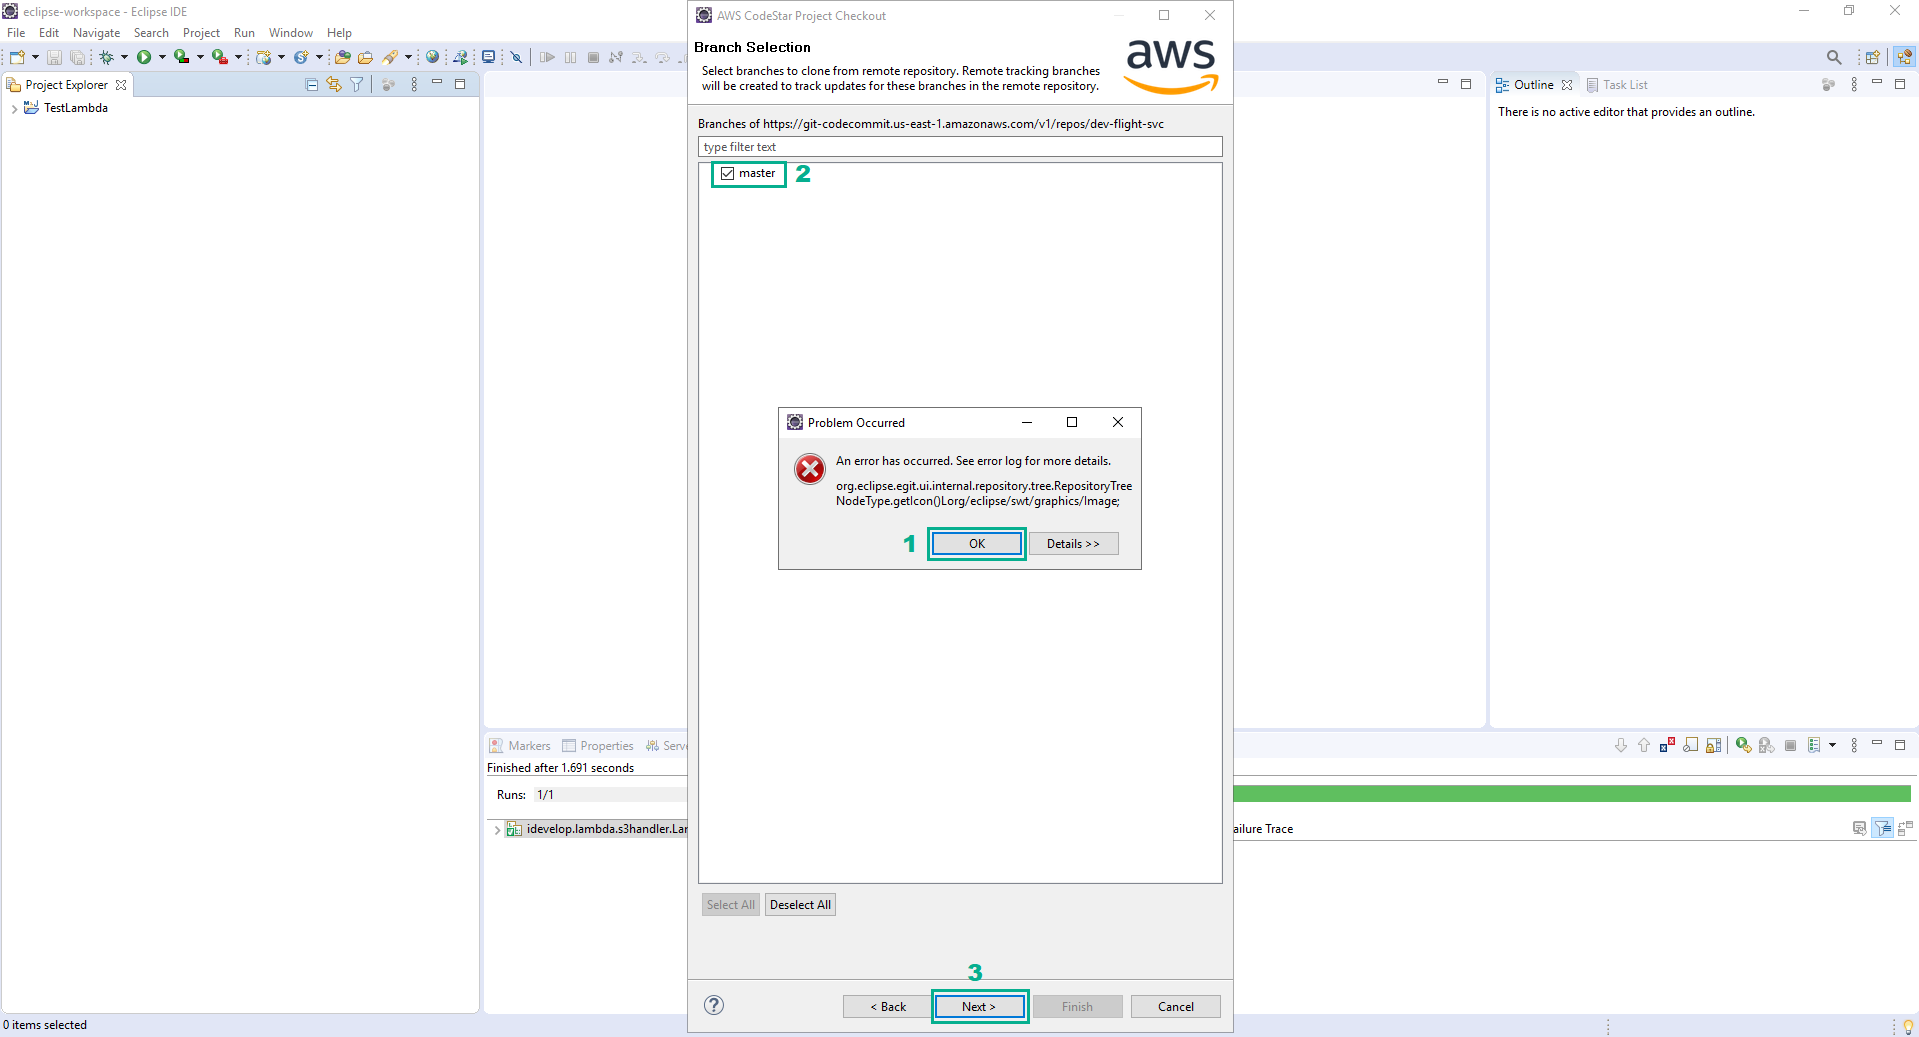 eclipse-workspace - Eclipse IDE
File Edit Navigate Search Project Run Window Help
Project Explorer
TestLambda
AWS CodeStar Project Checkout
Branch Selection
Select branches to clone from remote repository. Remote tracking branches
will be created to track updates for these branches in the remote repository.
aws
Branches of https://git-codecommit.us-east-1.amazonaws.com/v1/repos/dev-flight-svc
type filter text
master 2
Problem Occurred
An error has occurred. See error log for more details.
org.eclipse.egit.ui.internal.repository.tree.RepositoryTree
NodeType.getIcon()Lorg/eclipse/swt/graphics/Image;
1 OK Details >>
Select All Deselect All
3
? < Back Next > Finish Cancel
Outline Task List
There is no active editor that provides an outline.
Markers Properties Serve
Finished after 1.691 seconds
Runs: 1/1
idevelop.lambda.s3handler.Lar
ailure Trace
0 items selected